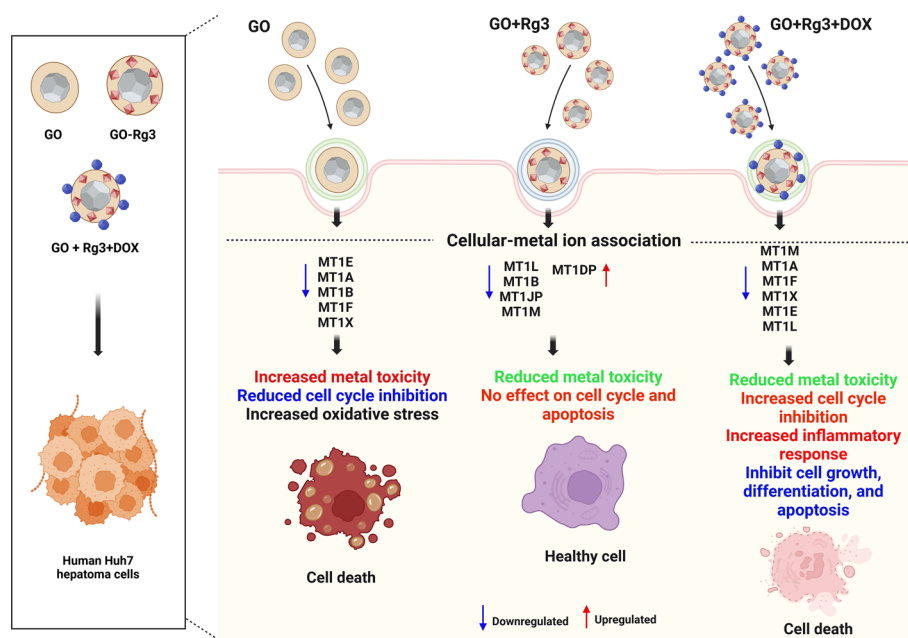 GO
GO-Rg3
GO + Rg3+DOX
Human Huh7
hepatoma cells
GO
GO+Rg3
GO+Rg3+DOX
Cellular-metal ion association
MT1E
MT1A
MT1B
MT1F
MT1X
MT1L
MT1B
MT1JP
MT1M
MT1DP
MT1M
MT1A
MT1F
MT1X
MT1E
MT1L
Increased metal toxicity
Reduced cell cycle inhibition
Increased oxidative stress
Reduced metal toxicity
No effect on cell cycle and
apoptosis
Reduced metal toxicity
Increased cell cycle
inhibition
Increased inflammatory
response
Inhibit cell growth,
differentiation, and
apoptosis
Cell death
Healthy cell
Cell death
Downregulated
Upregulated